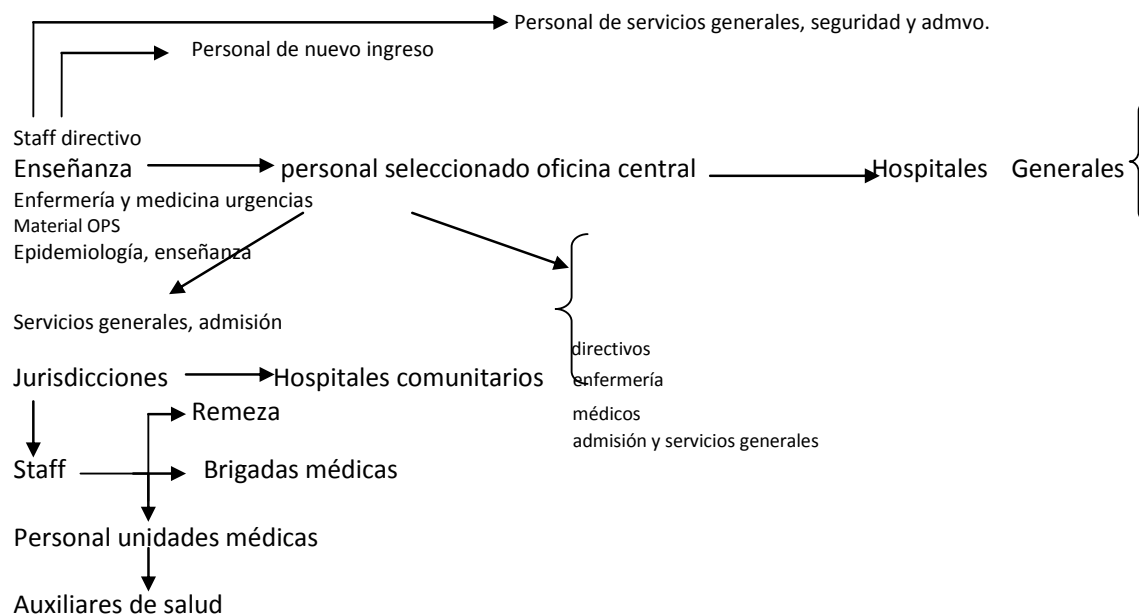 Personal de servicios generales, seguridad y admvo.
Personal de nuevo ingreso
Staff directivo
Enseñanza personal seleccionado oficina central Hospitales Generales
Enfermería y medicina urgencias
Material OPS
Epidemiología, enseñanza
Servicios generales, admisión
directivos
Jurisdicciones Hospitales comunitarios enfermería
Remeza médicos
admisión y servicios generales
Staff Brigadas médicas
Personal unidades médicas
Auxiliares de salud